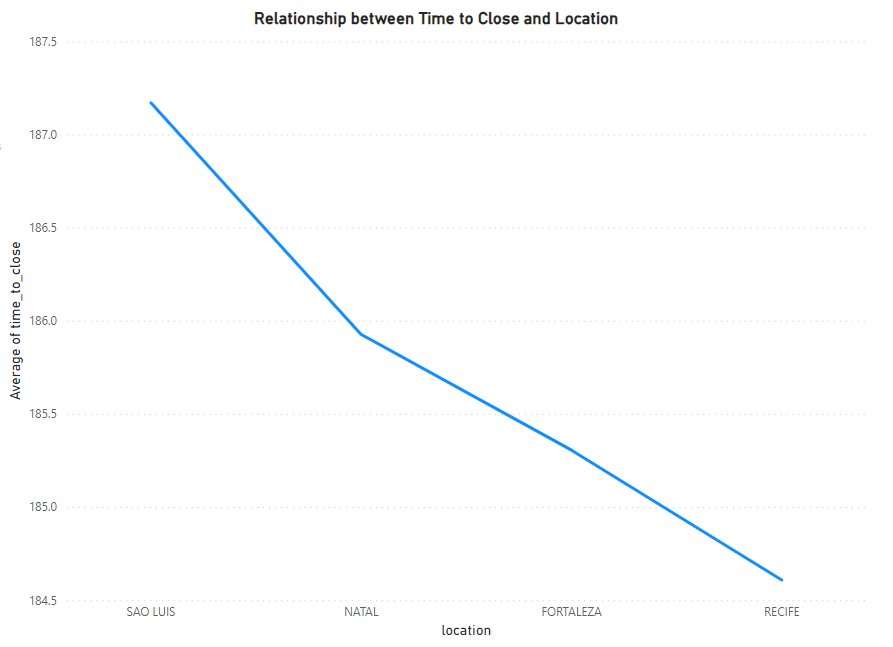 Relationship between Time to Close and Location
187.5
187.0
186.5
186.0
185.5
185.0
184.5
Average of time_to_close
SAO LUIS NATAL FORTALEZA RECIFE
location